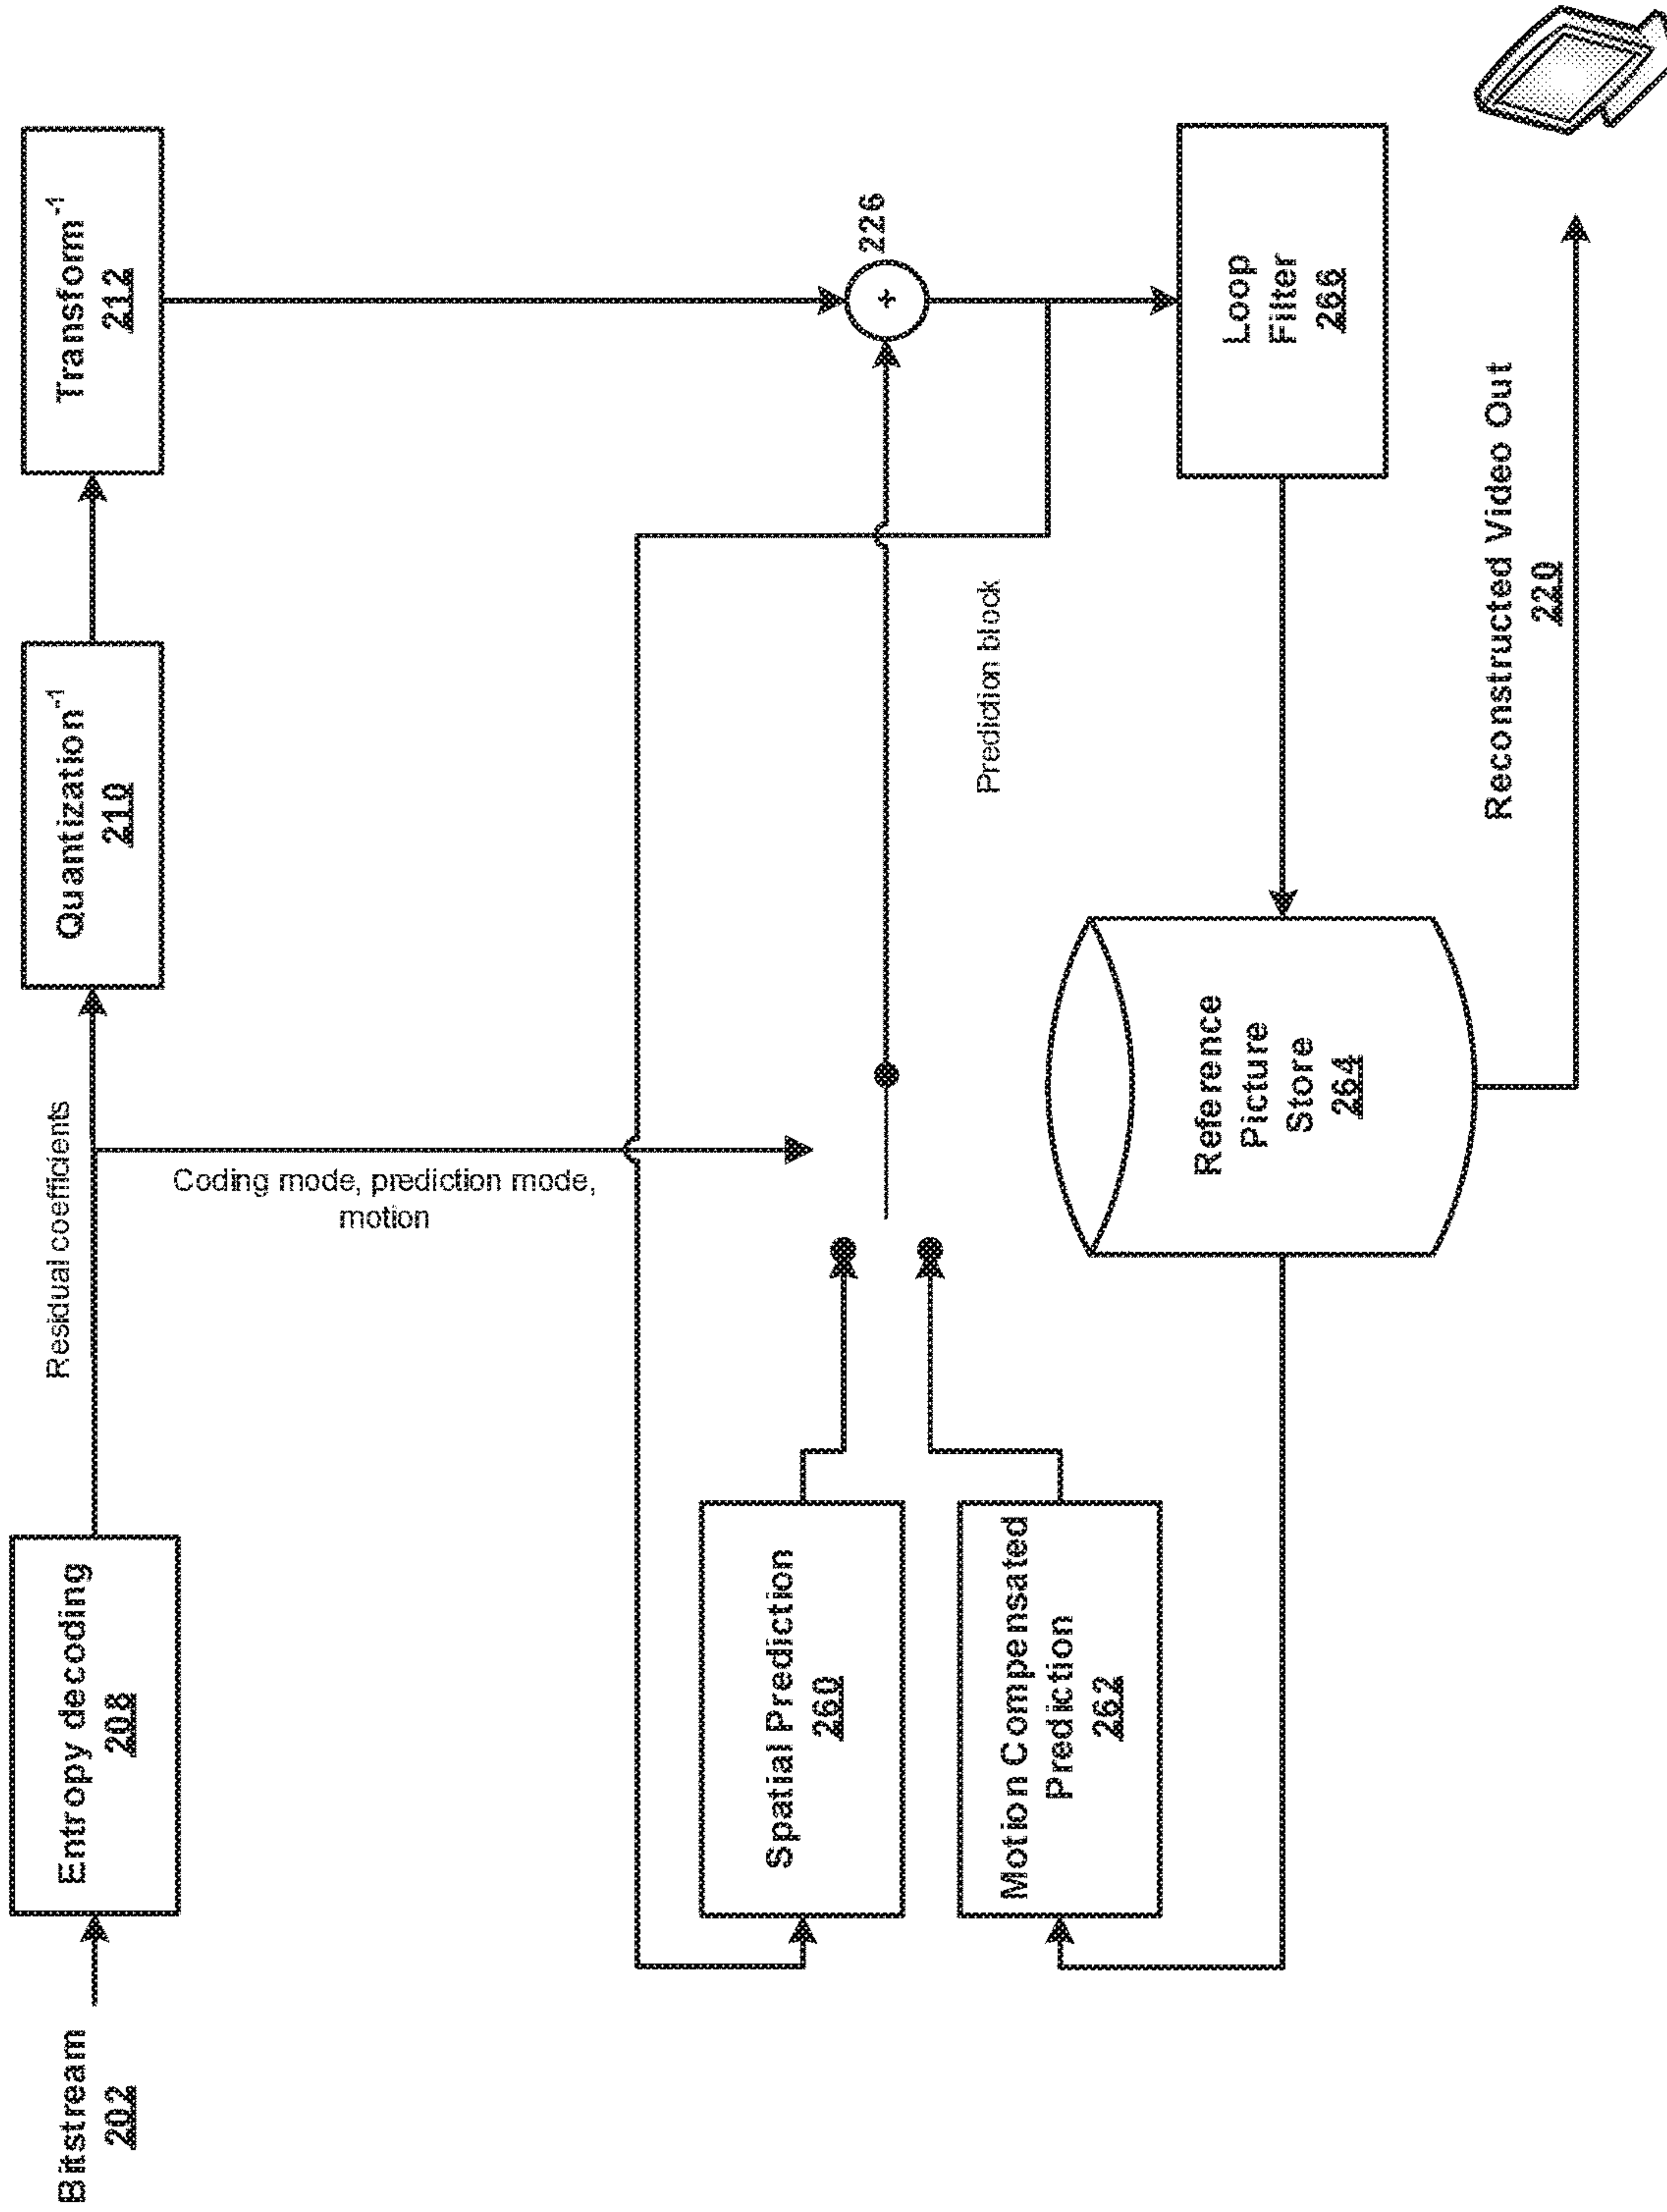 Bitstream
202
Entropy decoding
208
Residual coefficients
Quantization-1
210
Transform-1
212
Coding mode, prediction mode,
motion
Spatial Prediction
260
Motion Compensated
Prediction
262
Prediction block
+
226
Reference
Picture
Store
264
Loop
Filter
266
Reconstructed Video Out
220